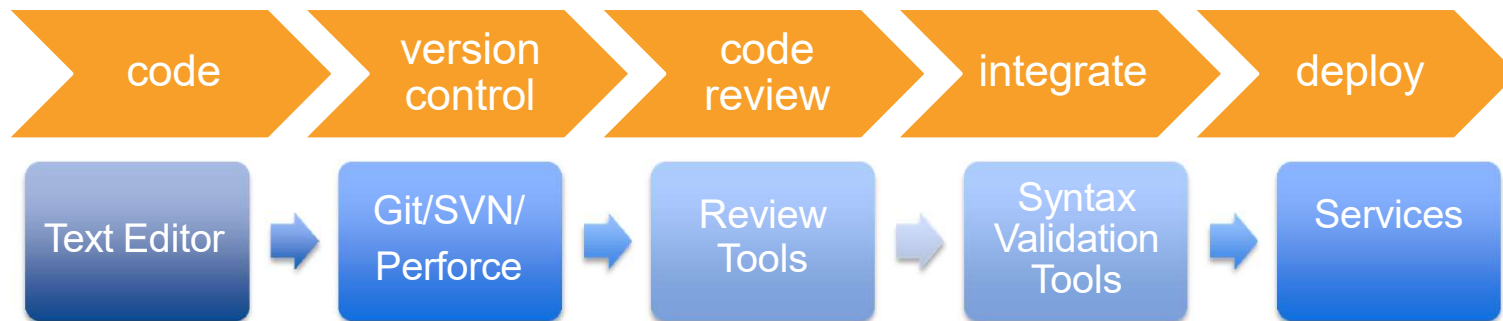 code
version
control
code
review
integrate
deploy
Text Editor
Git/SVN/
Perforce
Review
Tools
Syntax
Validation
Tools
Services